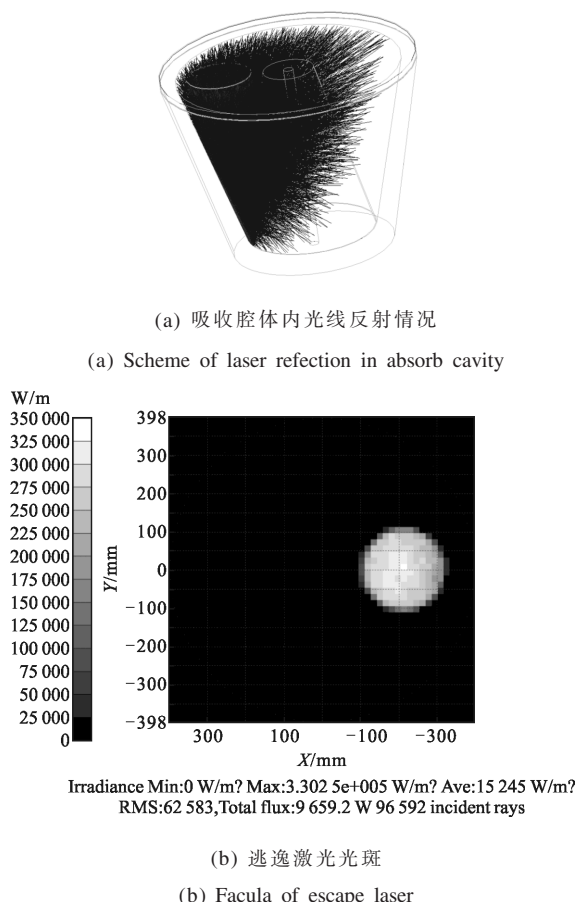 (a) 吸收腔体内光线反射情况
(a) Scheme of laser refection in absorb cavity
W/m
350 000
325 000
300 000
275 000
250 000
225 000
200 000
175 000
150 000
125 000
100 000
75 000
50 000
25 000
0
398
300
200
100
0
−100
−200
−300
−398
Y/mm
300 100 −100 −300
X/mm
Irradiance Min:0 W/m? Max:3.302 5e+005 W/m? Ave:15 245 W/m?
RMS:62 583,Total flux:9 659.2 W 96 592 incident rays
(b) 逃逸激光光斑
(b) Facula of escape laser